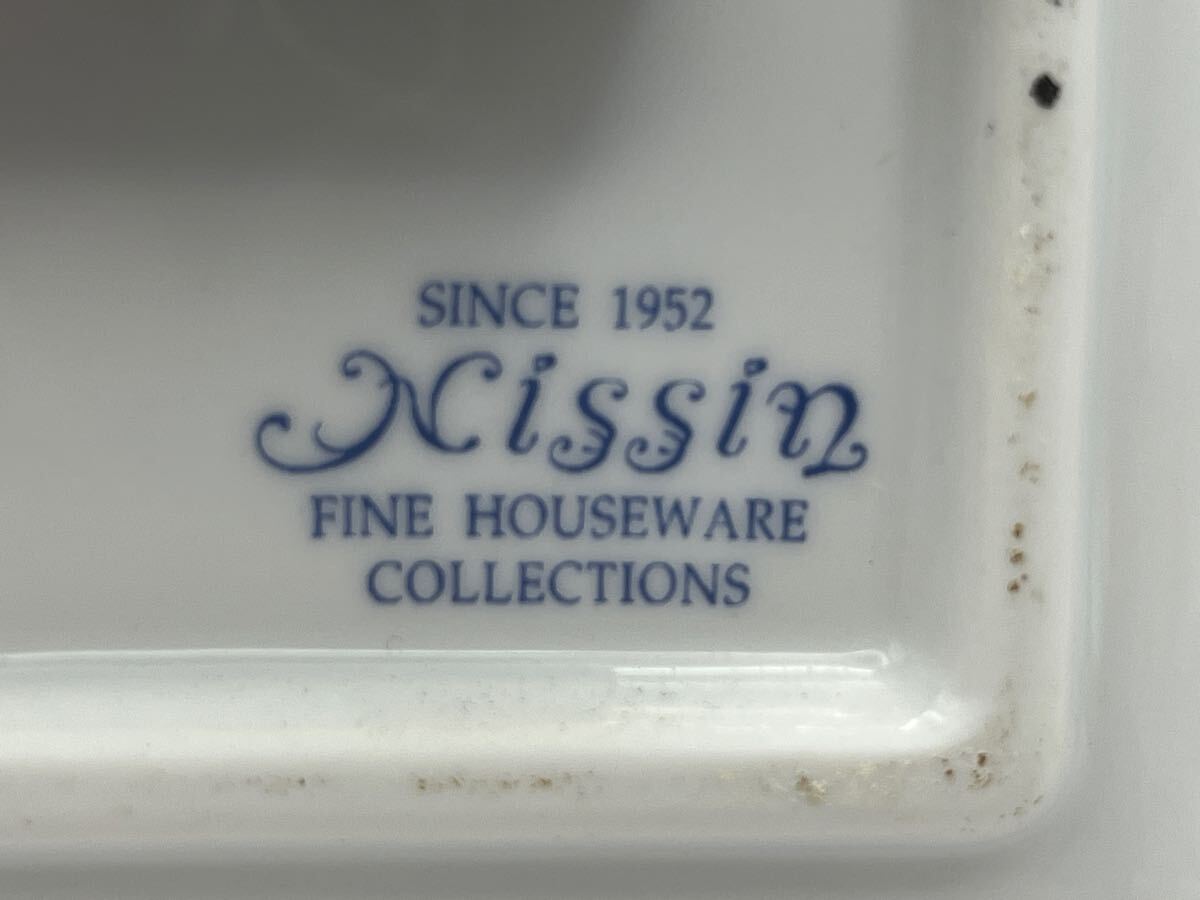 SINCE 1952
Nissin
FINE HOUSEWARE
COLLECTIONS